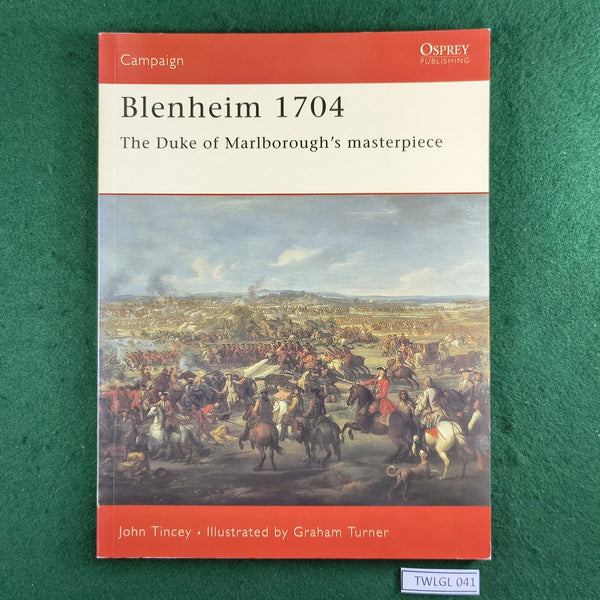 Campaign
OSPREY
PUBLISHING
Blenheim 1704
The Duke of Marlborough's masterpiece
John Tincey • Illustrated by Graham Turner
TWLGL 041